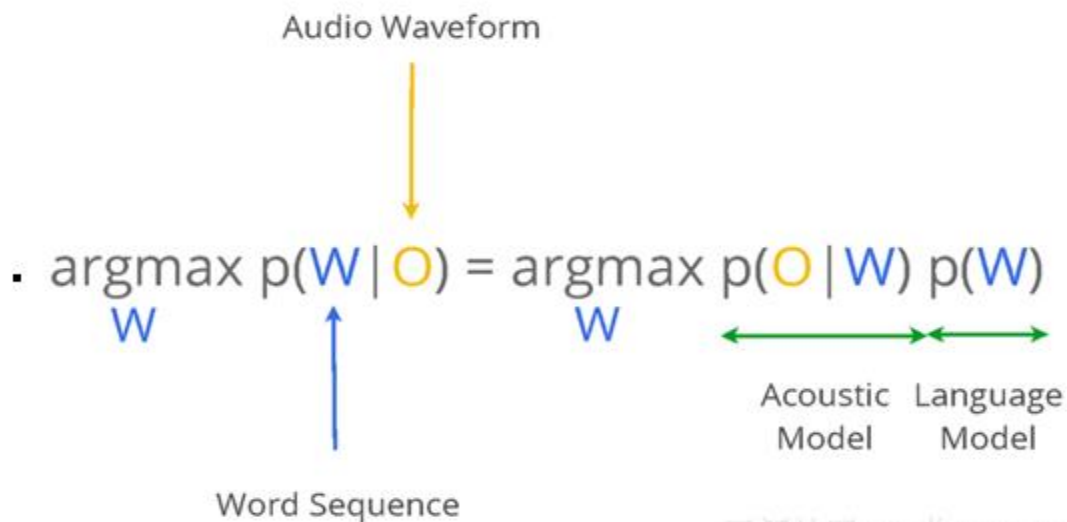 Audio Waveform
. argmax p(W|O) = argmax p(O|W) p(W)
W W
Acoustic Language
Model Model
Word Sequence